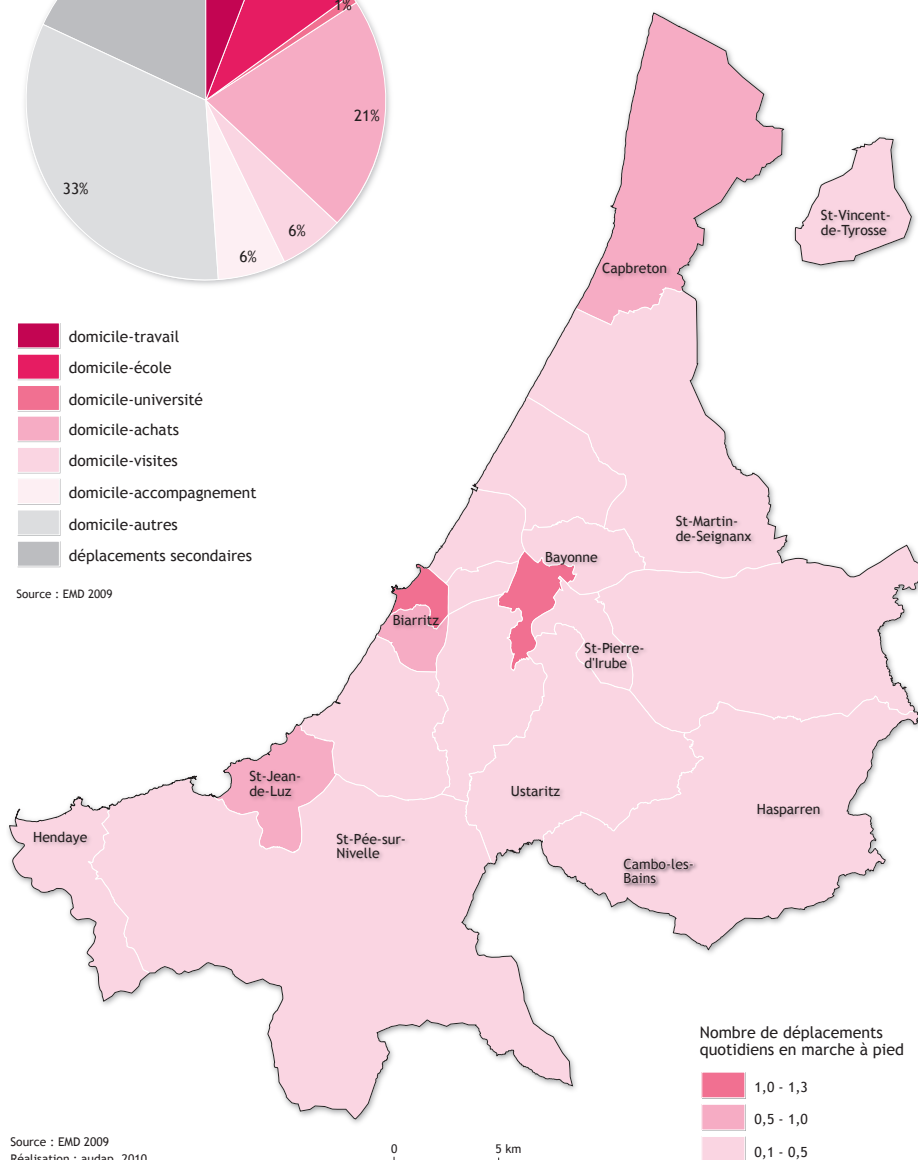 1%
21%
33%
6%
6%
domicile-travail
domicile-école
domicile-université
domicile-achats
domicile-visites
domicile-accompagnement
domicile-autres
déplacements secondaires
Source : EMD 2009
St-Vincent-
de-Tyrosse
Capbreton
St-Martin-
de-Seignanx
Bayonne
Biarritz
St-Pierre-
d'Irube
St-Jean-
de-Luz
Ustaritz
Hasparren
Hendaye
St-Pée-sur-
Nivelle
Cambo-les-
Bains
Nombre de déplacements
quotidiens en marche à pied
1,0 - 1,3
0,5 - 1,0
0,1 - 0,5
Source : EMD 2009
Réalisation : audap, 2010
0 5 km